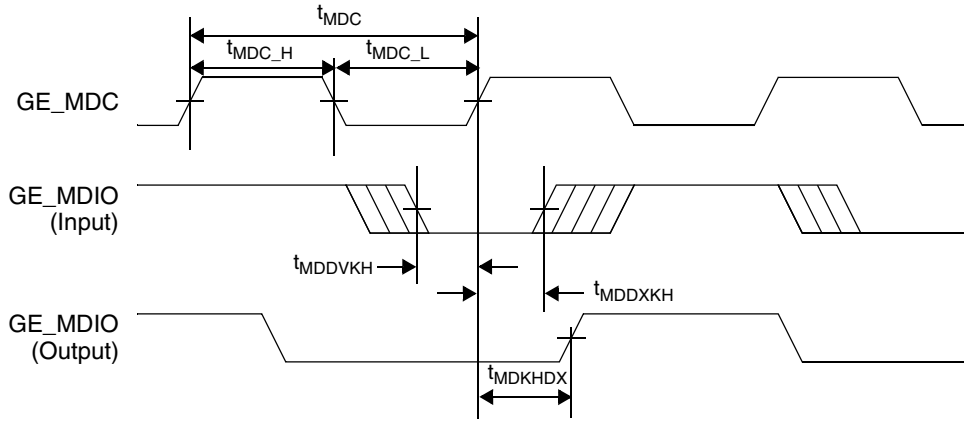 tMDC
tMDC_H
tMDC_L
GE_MDC
GE_MDIO
(Input)
tMDDVKH
tMDDXKH
GE_MDIO
(Output)
tMDKHDX